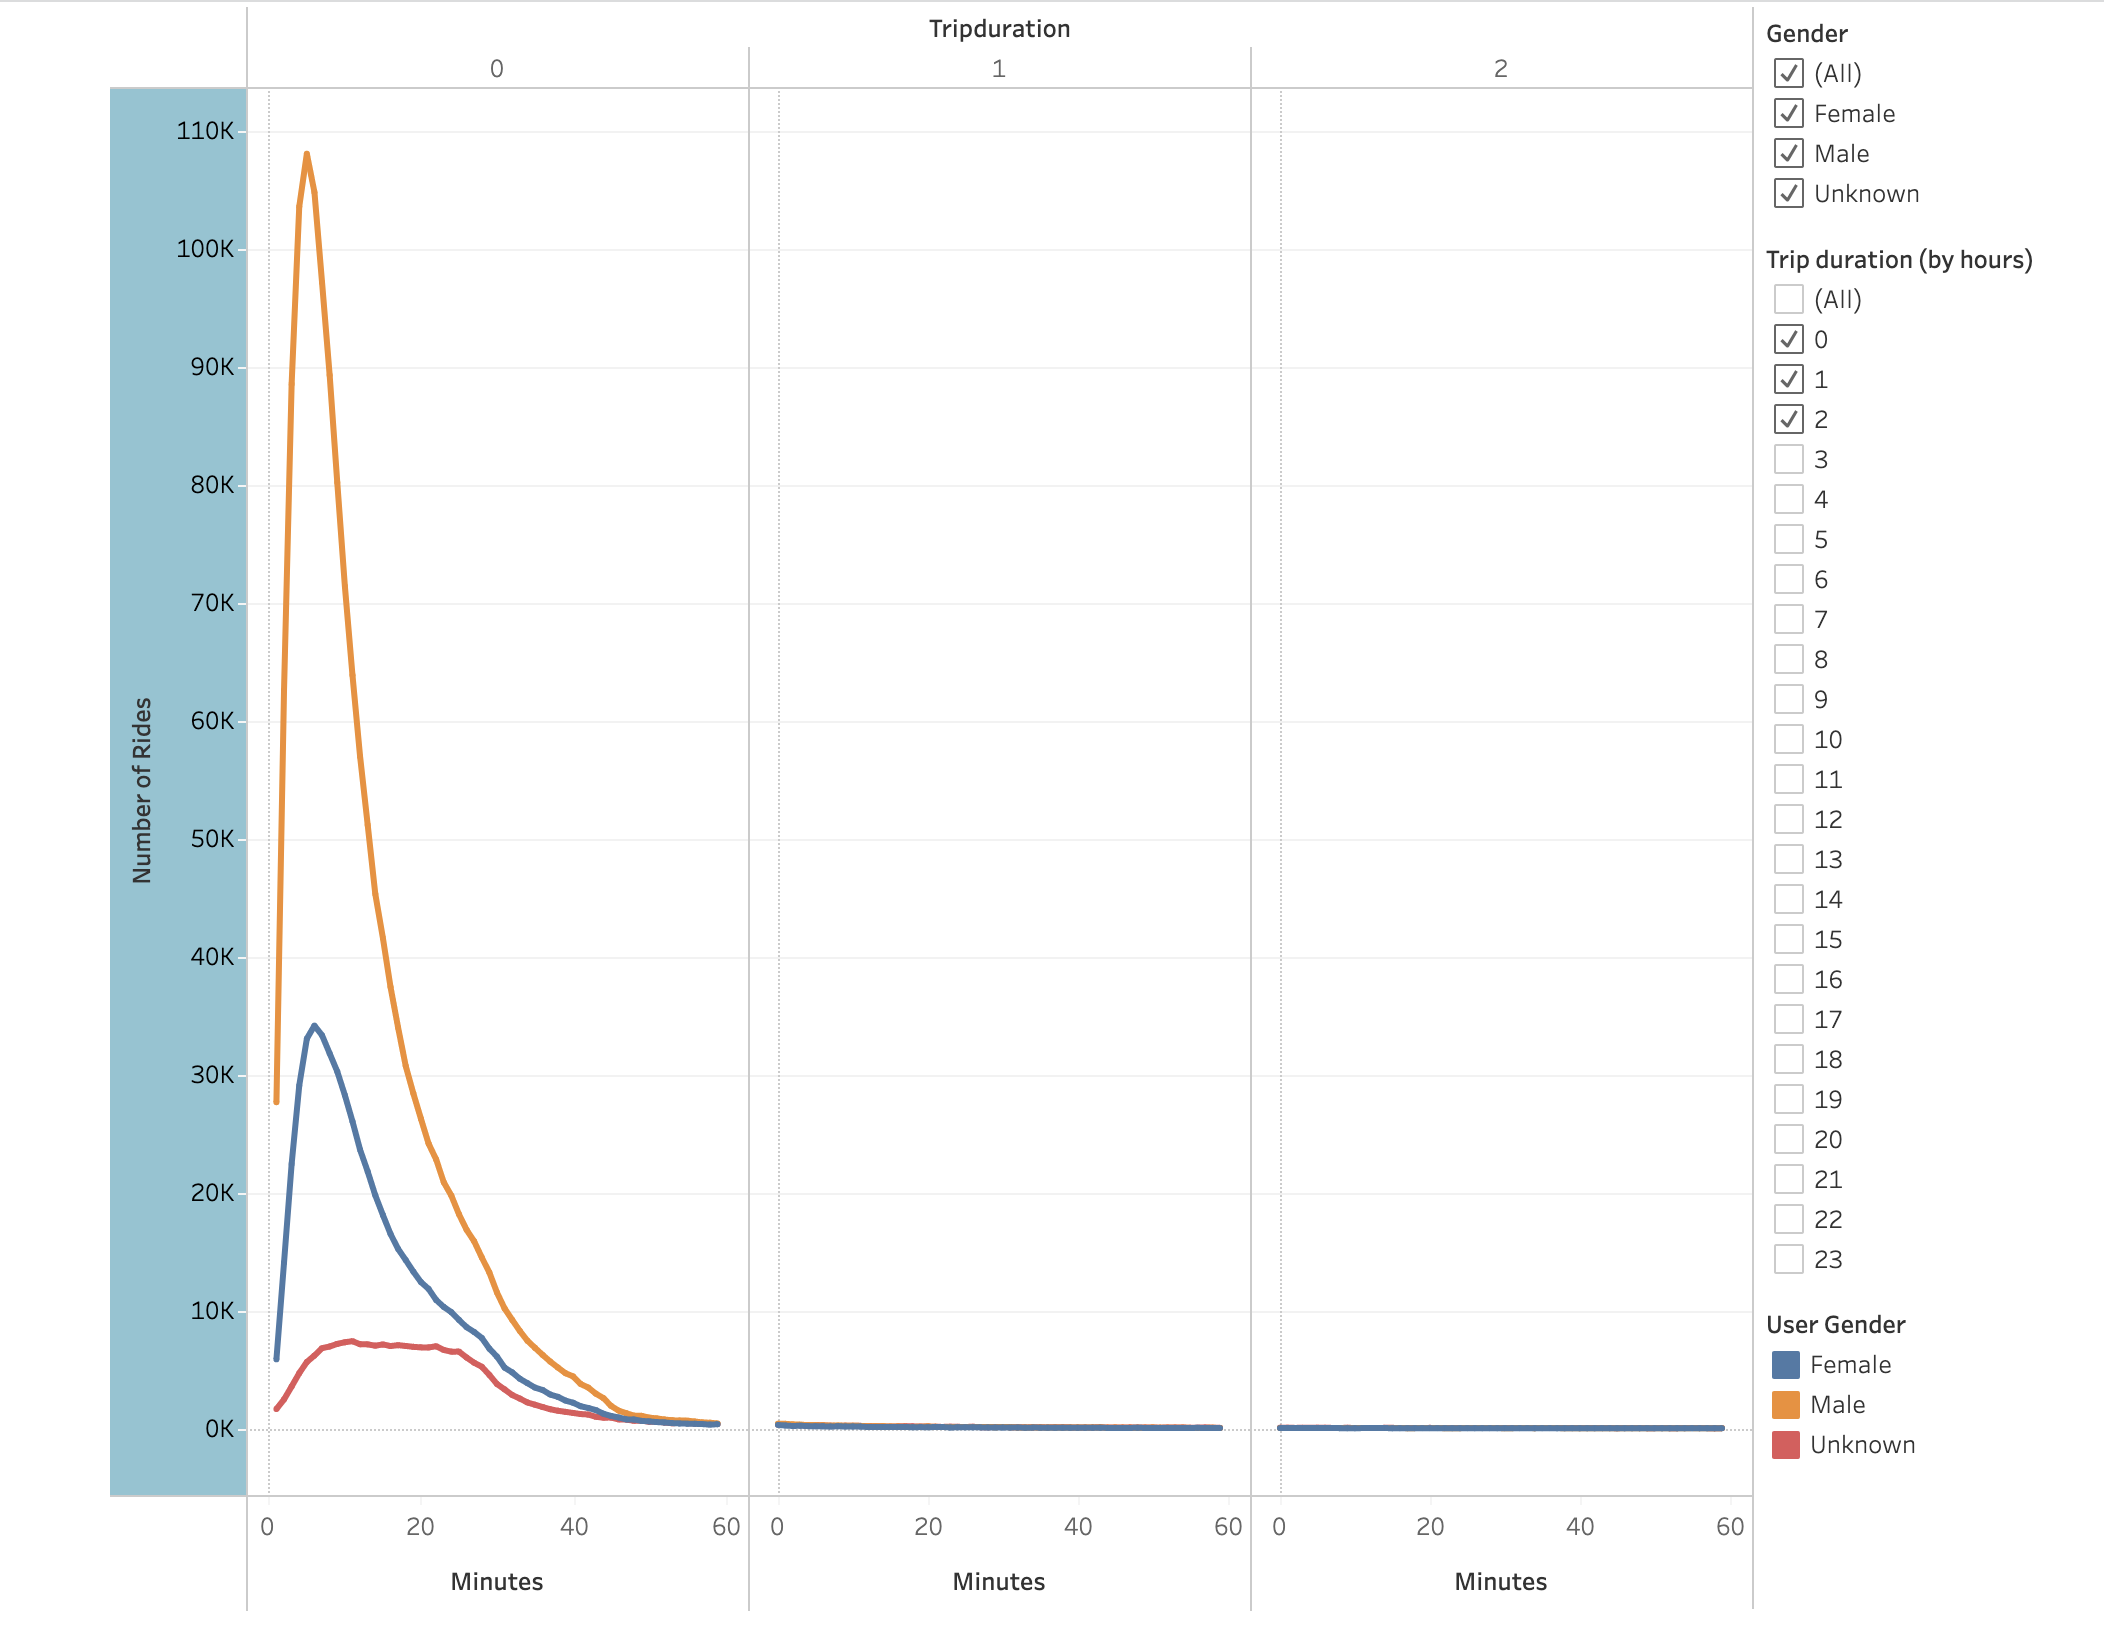 Tripduration
0 1 2
110K
100K
90K
80K
70K
60K
50K
40K
30K
20K
10K
0K
Number of Rides
0 20 40 60 0 20 40 60 0 20 40 60
Minutes Minutes Minutes
Gender
(All)
Female
Male
Unknown
Trip duration (by hours)
(All)
0
1
2
3
4
5
6
7
8
9
10
11
12
13
14
15
16
17
18
19
20
21
22
23
User Gender
Female
Male
Unknown